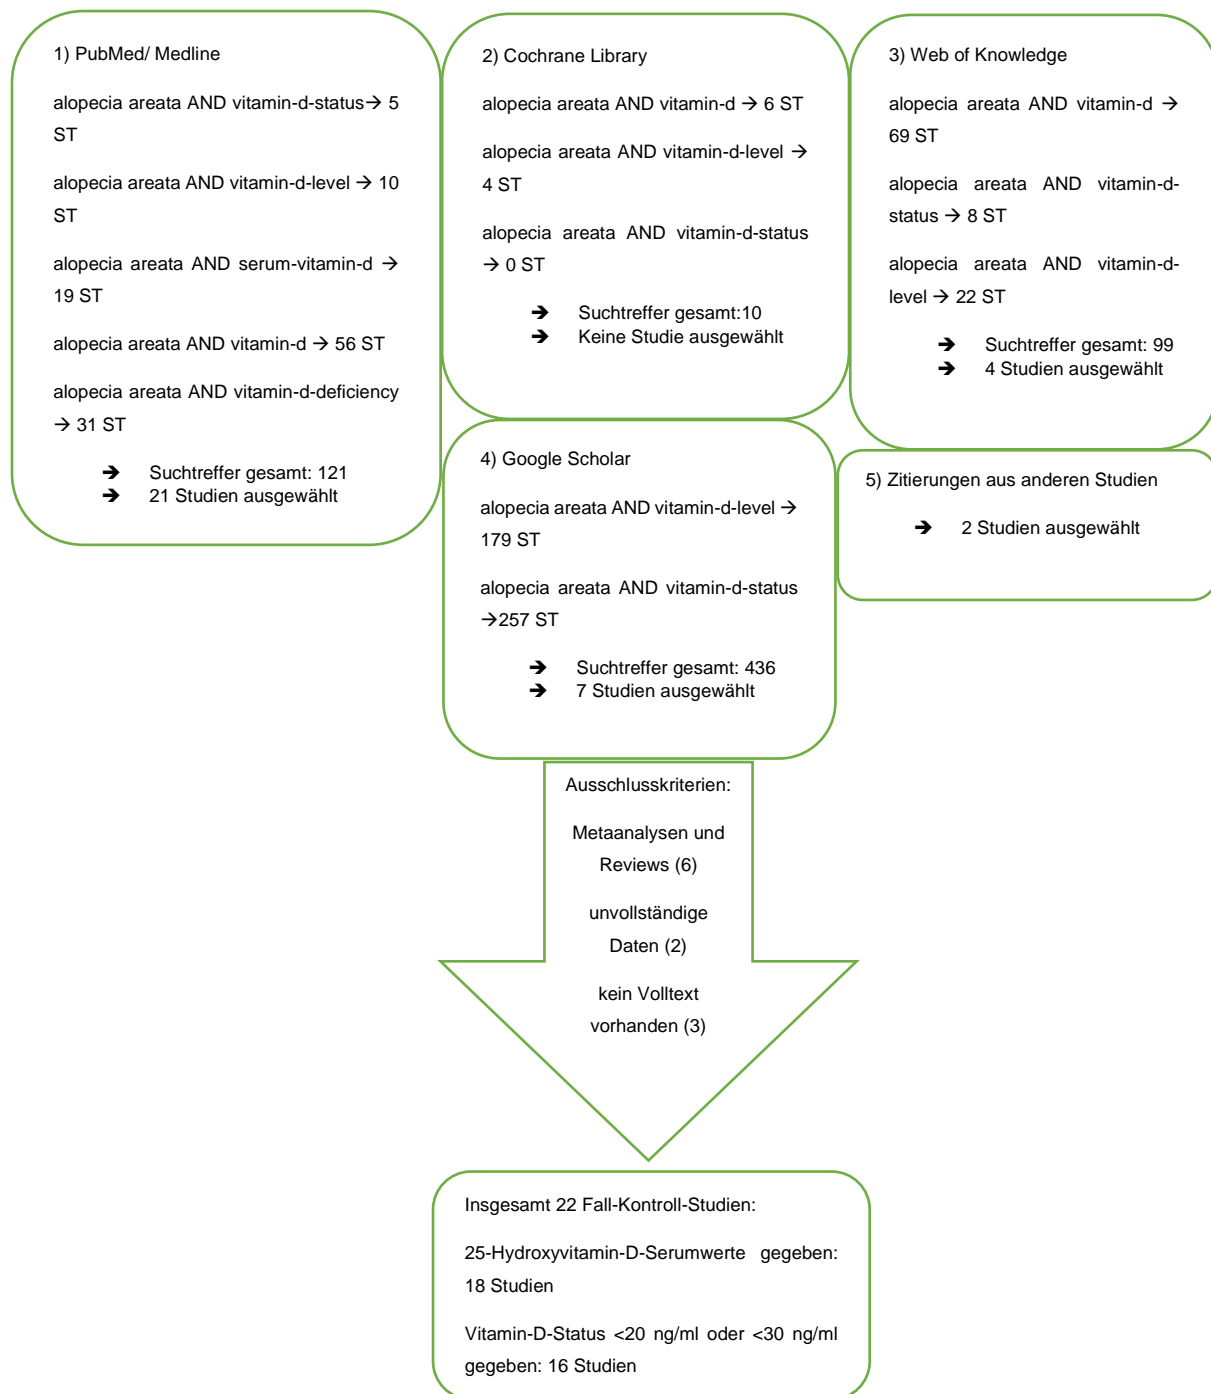 1) PubMed/ Medline
alopecia areata AND vitamin-d-status→ 5
ST
alopecia areata AND vitamin-d-level → 10
ST
alopecia areata AND serum-vitamin-d →
19 ST
alopecia areata AND vitamin-d → 56 ST
alopecia areata AND vitamin-d-deficiency
→ 31 ST
➔ Suchtreffer gesamt: 121
➔ 21 Studien ausgewählt
2) Cochrane Library
alopecia areata AND vitamin-d → 6 ST
alopecia areata AND vitamin-d-level →
4 ST
alopecia areata AND vitamin-d-status
→ 0 ST
➔ Suchtreffer gesamt:10
➔ Keine Studie ausgewählt
3) Web of Knowledge
alopecia areata AND vitamin-d →
69 ST
alopecia areata AND vitamin-d-
status → 8 ST
alopecia areata AND vitamin-d-
level → 22 ST
➔ Suchtreffer gesamt: 99
➔ 4 Studien ausgewählt
4) Google Scholar
alopecia areata AND vitamin-d-level →
179 ST
alopecia areata AND vitamin-d-status
→257 ST
➔ Suchtreffer gesamt: 436
➔ 7 Studien ausgewählt
5) Zitierungen aus anderen Studien
➔ 2 Studien ausgewählt
Ausschlusskriterien:
Metaanalysen und
Reviews (6)
unvollständige
Daten (2)
kein Volltext
vorhanden (3)
Insgesamt 22 Fall-Kontroll-Studien:
25-Hydroxyvitamin-D-Serumwerte gegeben:
18 Studien
Vitamin-D-Status <20 ng/ml oder <30 ng/ml
gegeben: 16 Studien